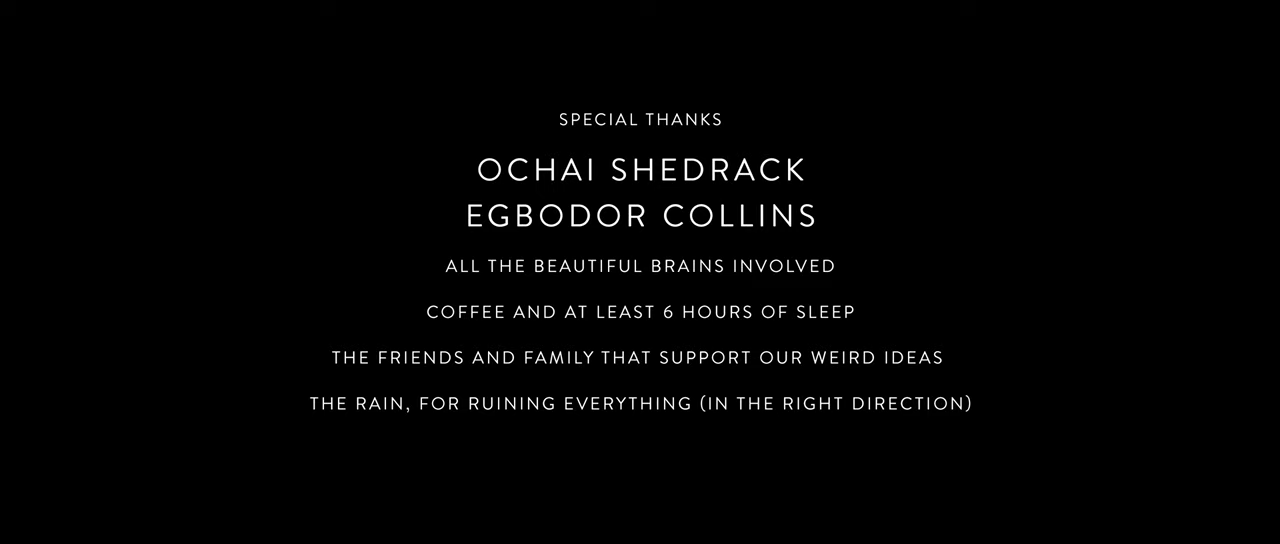 SPECIAL THANKS
OCHAI SHEDRACK
EGBODOR COLLINS
ALL THE BEAUTIFUL BRAINS INVOLVED
COFFEE AND AT LEAST 6 HOURS OF SLEEP
THE FRIENDS AND FAMILY THAT SUPPORT OUR WEIRD IDEAS
THE RAIN, FOR RUINING EVERYTHING (IN THE RIGHT DIRECTION)